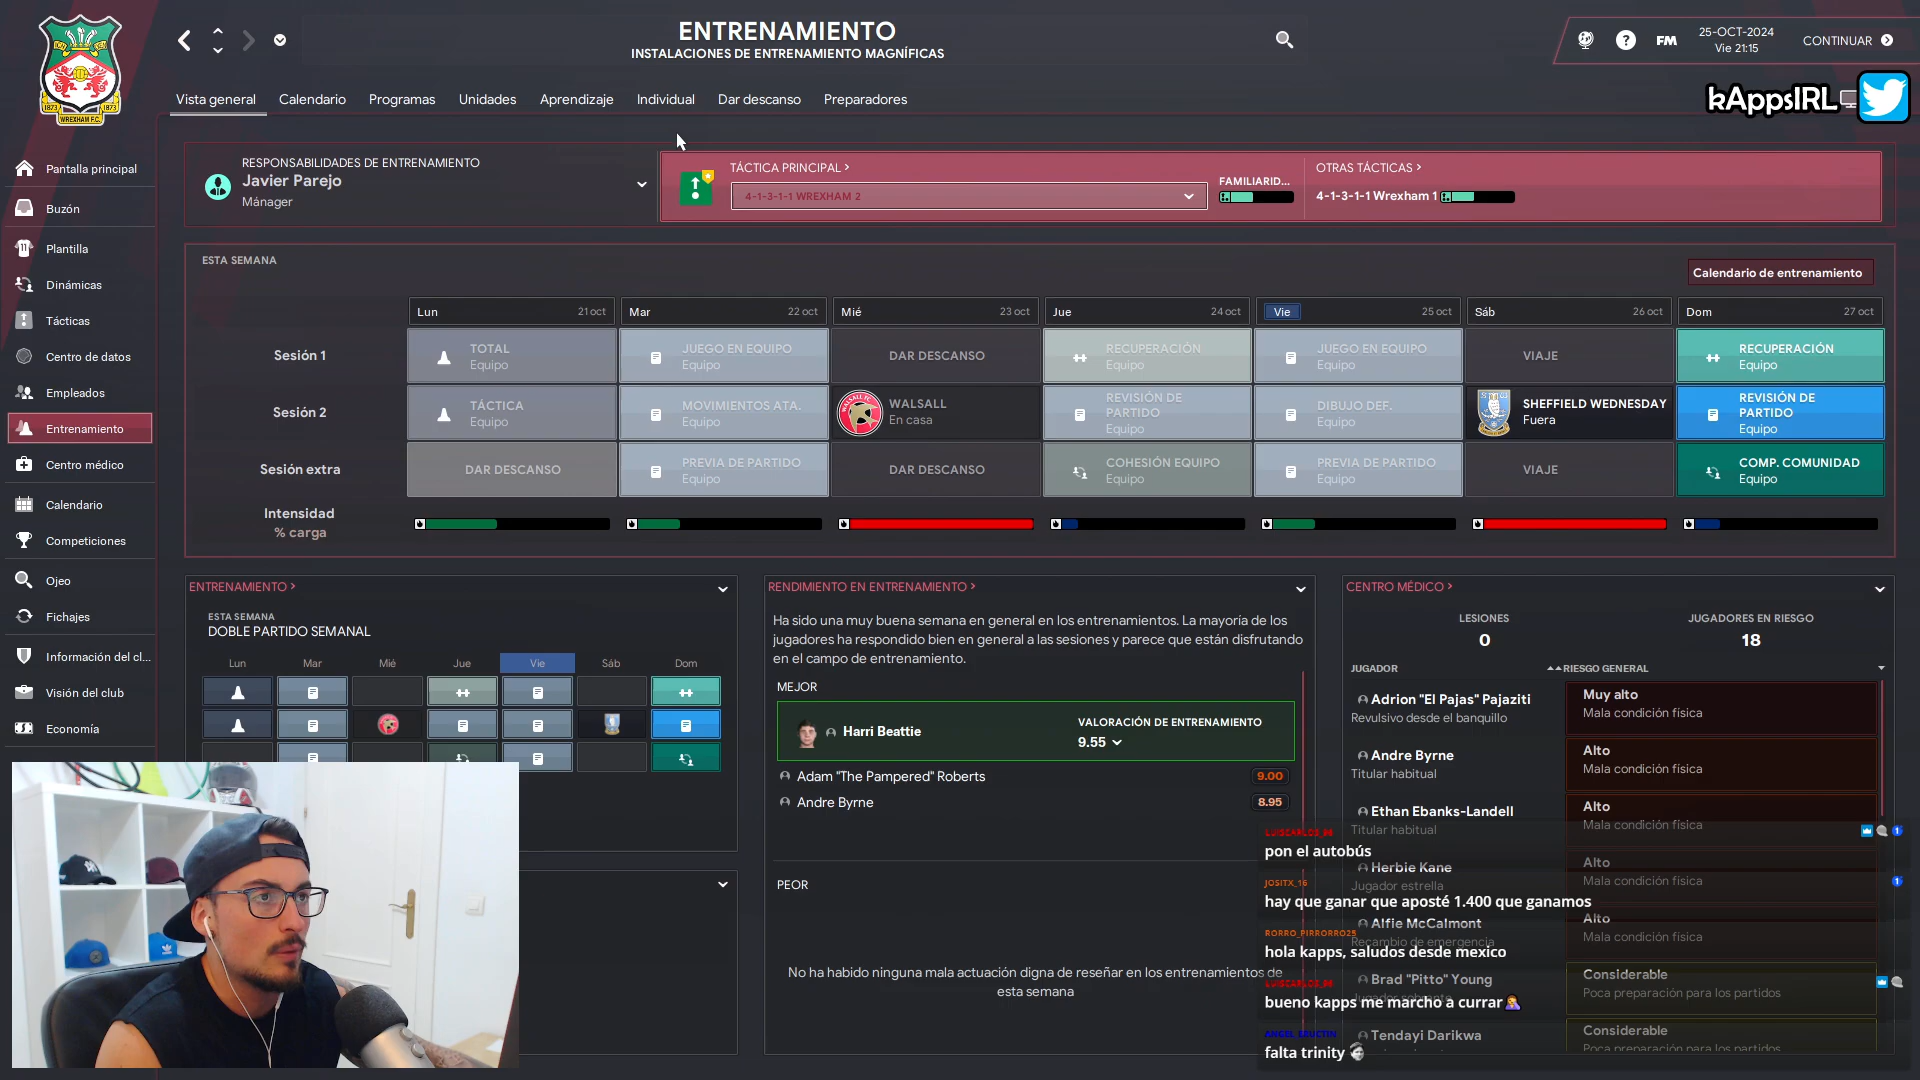 ENTRENAMIENTO
INSTALACIONES DE ENTRENAMIENTO MAGNÍFICAS
FM
25-OCT-2024
Vie 21:15
CONTINUAR
kAppsIRL
WREXHAM F.C.
Vista general
Calendario
Programas
Unidades
Aprendizaje
Individual
Dar descanso
Preparadores
Pantalla principal
Buzón
Plantilla
Dinámicas
Tácticas
Centro de datos
Empleados
Entrenamiento
Centro médico
Calendario
Competiciones
Ojeo
Fichajes
Información del cl...
Visión del club
Economía
RESPONSABILIDADES DE ENTRENAMIENTO
Javier Parejo
Mánager
TÁCTICA PRINCIPAL >
4-1-3-1-1 WREXHAM 2
FAMILIARID...
OTRAS TÁCTICAS >
4-1-3-1-1 Wrexham 1
ESTA SEMANA
Calendario de entrenamiento
Lun 21 oct
Mar 22 oct
Mié 23 oct
Jue 24 oct
Vie 25 oct
Sáb 26 oct
Dom 27 oct
Sesión 1
TOTAL
Equipo
JUEGO EN EQUIPO
Equipo
DAR DESCANSO
RECUPERACIÓN
Equipo
JUEGO EN EQUIPO
Equipo
VIAJE
RECUPERACIÓN
Equipo
Sesión 2
TÁCTICA
Equipo
MOVIMIENTOS ATA.
Equipo
WALSALL
En casa
REVISIÓN DE
PARTIDO
Equipo
DIBUJO DEF.
Equipo
SHEFFIELD WEDNESDAY
Fuera
REVISIÓN DE
PARTIDO
Equipo
Sesión extra
DAR DESCANSO
PREVIA DE PARTIDO
Equipo
DAR DESCANSO
COHESIÓN EQUIPO
Equipo
PREVIA DE PARTIDO
Equipo
VIAJE
COMP. COMUNIDAD
Equipo
Intensidad
% carga
ENTRENAMIENTO >
ESTA SEMANA
DOBLE PARTIDO SEMANAL
Lun Mar Mié Jue Vie Sáb Dom
RENDIMIENTO EN ENTRENAMIENTO >
Ha sido una muy buena semana en general en los entrenamientos. La mayoría de los
jugadores ha respondido bien en general a las sesiones y parece que están disfrutando
en el campo de entrenamiento.
MEJOR
Harri Beattie
VALORACIÓN DE ENTRENAMIENTO
9.55
Adam "The Pampered" Roberts 9.00
Andre Byrne 8.95
PEOR
No ha habido ninguna mala actuación digna de reseñar en los entrenamientos de
esta semana
CENTRO MÉDICO >
LESIONES
0
JUGADORES EN RIESGO
18
JUGADOR
RIESGO GENERAL
Adrion "El Pajas" Pajaziti
Revulsivo desde el banquillo
Muy alto
Mala condición física
Andre Byrne
Titular habitual
Alto
Mala condición física
Ethan Ebanks-Landell
Titular habitual
Alto
Mala condición física
Herbie Kane
Jugador estrella
Alto
Mala condición física
Alfie McCalmont
Recambio de emergencia
Alto
Mala condición física
Brad "Pitto" Young
Considerable
Poca preparación para los partidos
Tendayi Darikwa
Considerable
Poca preparación para los partidos
pon el autobús
JOSITX_16
hay que ganar que aposté 1.400 que ganamos
RORRO_PIRRORRO25
hola kapps, saludos desde mexico
bueno kapps me marcho a currar
falta trinity